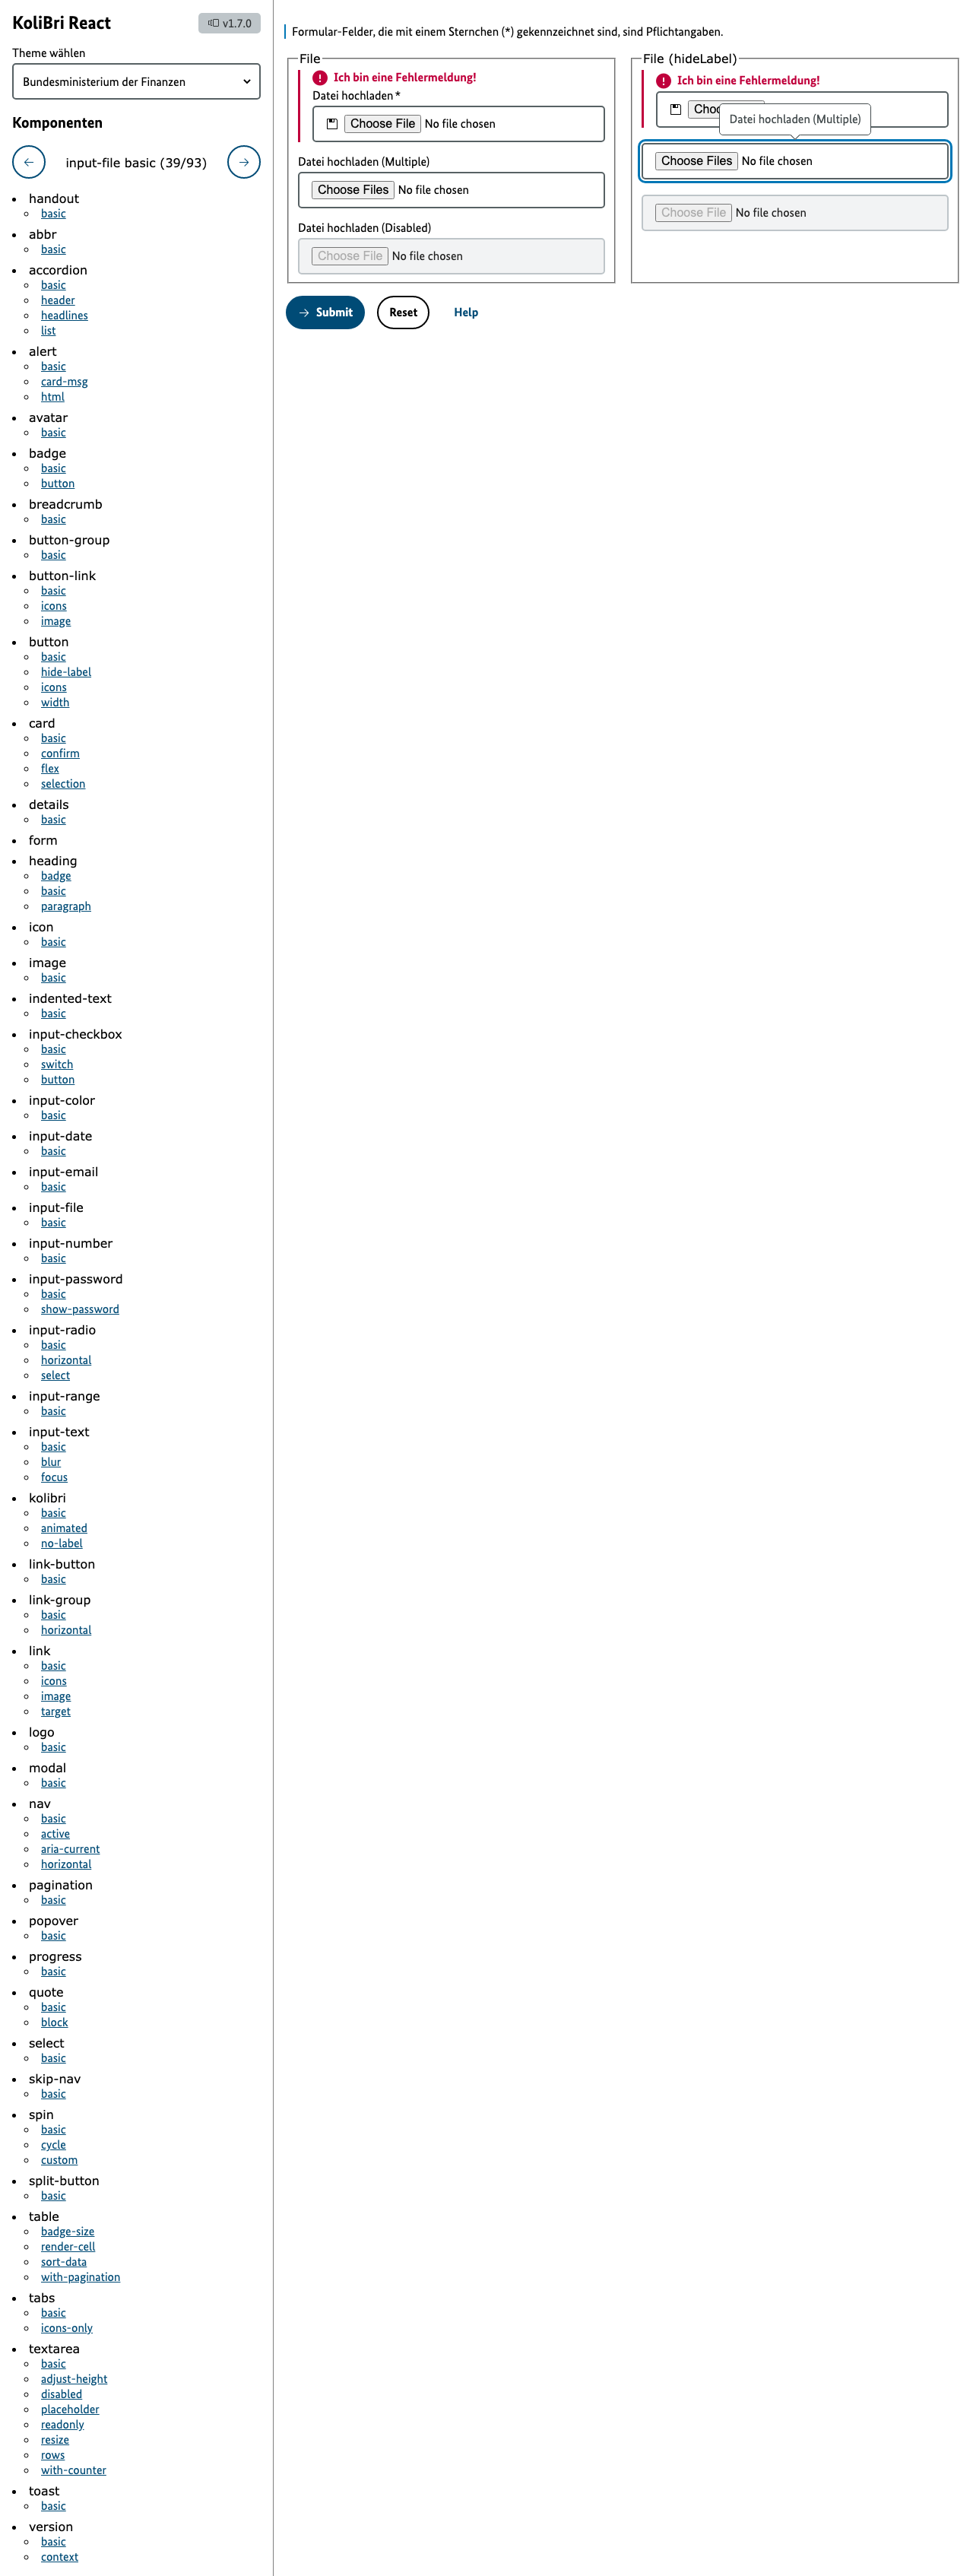 KoliBri React
v1.7.0
Theme wählen
Bundesministerium der Finanzen
Komponenten
input-file basic (39/93)
handout
basic
abbr
basic
accordion
basic
header
headlines
list
alert
basic
card-msg
html
avatar
basic
badge
basic
button
breadcrumb
basic
button-group
basic
button-link
basic
icons
image
button
basic
hide-label
icons
width
card
basic
confirm
flex
selection
details
basic
form
heading
badge
basic
paragraph
icon
basic
image
basic
indented-text
basic
input-checkbox
basic
switch
button
input-color
basic
input-date
basic
input-email
basic
input-file
basic
input-number
basic
input-password
basic
show-password
input-radio
basic
horizontal
select
input-range
basic
input-text
basic
blur
focus
kolibri
basic
animated
no-label
link-button
basic
link-group
basic
horizontal
link
basic
icons
image
target
logo
basic
modal
basic
nav
basic
active
aria-current
horizontal
pagination
basic
popover
basic
progress
basic
quote
basic
block
select
basic
skip-nav
basic
spin
basic
cycle
custom
split-button
basic
table
badge-size
render-cell
sort-data
with-pagination
tabs
basic
icons-only
textarea
basic
adjust-height
disabled
placeholder
readonly
resize
rows
with-counter
toast
basic
version
basic
context
Formular-Felder, die mit einem Sternchen (*) gekennzeichnet sind, sind Pflichtangaben.
File
Ich bin eine Fehlermeldung!
Datei hochladen *
Choose File No file chosen
Datei hochladen (Multiple)
Choose Files No file chosen
Datei hochladen (Disabled)
Choose File No file chosen
File (hideLabel)
Ich bin eine Fehlermeldung!
Datei hochladen (Multiple)
Choose Files No file chosen
Choose File No file chosen
Submit
Reset
Help